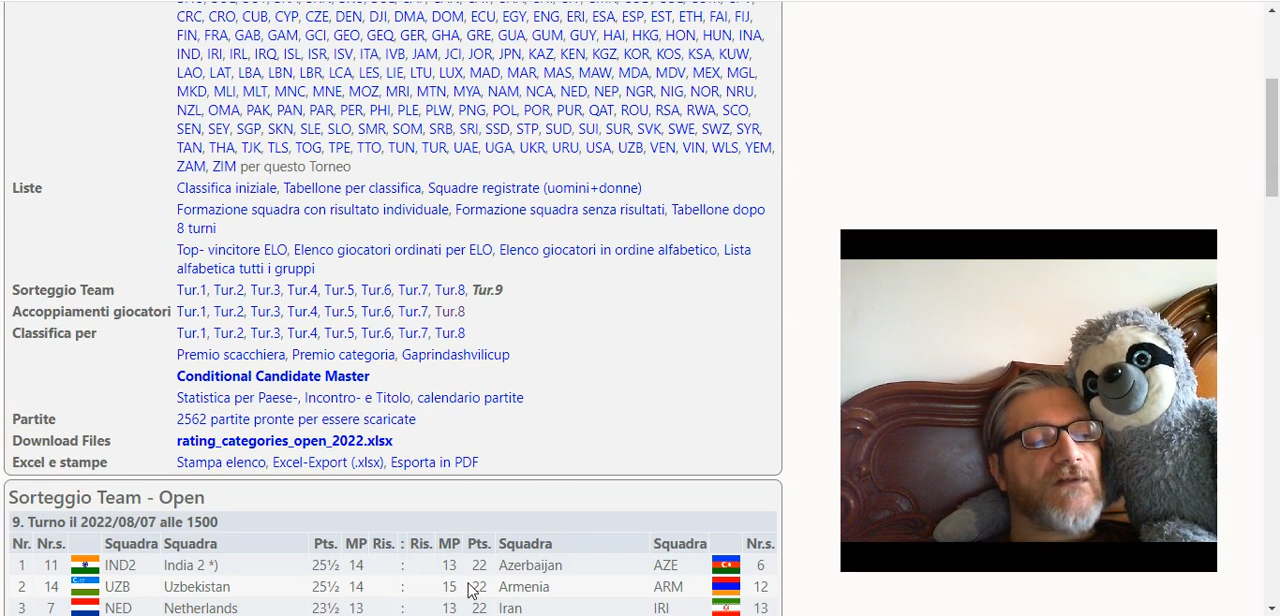 CRC, CRO, CUB, CYP, CZE, DEN, DJI, DMA, DOM, ECU, EGY, ENG, ERI, ESA, ESP, EST, ETH, FAI, FIJ,
FIN, FRA, GAB, GAM, GCI, GEO, GEQ, GER, GHA, GRE, GUA, GUM, GUY, HAI, HKG, HON, HUN, INA,
IND, IRI, IRL, IRQ, ISL, ISR, ISV, ITA, IVB, JAM, JCI, JOR, JPN, KAZ, KEN, KGZ, KOR, KOS, KSA, KUW,
LAO, LAT, LBA, LBN, LBR, LCA, LES, LIE, LTU, LUX, MAD, MAR, MAS, MAW, MDA, MDV, MEX, MGL,
MKD, MLI, MLT, MNC, MNE, MOZ, MRI, MTN, MYA, NAM, NCA, NED, NEP, NGR, NIG, NOR, NRU,
NZL, OMA, PAK, PAN, PAR, PER, PHI, PLE, PLW, PNG, POL, POR, PUR, QAT, ROU, RSA, RWA, SCO,
SEN, SEY, SGP, SKN, SLE, SLO, SMR, SOM, SRB, SRI, SSD, STP, SUD, SUI, SUR, SVK, SWE, SWZ, SYR,
TAN, THA, TJK, TLS, TOG, TPE, TTO, TUN, TUR, UAE, UGA, UKR, URU, USA, UZB, VEN, VIN, WLS, YEM,
ZAM, ZIM per questo Torneo
Liste Classifica iniziale, Tabellone per classifica, Squadre registrate (uomini+donne)
Formazione squadra con risultato individuale, Formazione squadra senza risultati, Tabellone dopo
8 turni
Top- vincitore ELO, Elenco giocatori ordinati per ELO, Elenco giocatori in ordine alfabetico, Lista
alfabetica tutti i gruppi
Sorteggio Team Tur.1, Tur.2, Tur.3, Tur.4, Tur.5, Tur.6, Tur.7, Tur.8, Tur.9
Accoppiamenti giocatori Tur.1, Tur.2, Tur.3, Tur.4, Tur.5, Tur.6, Tur.7, Tur.8
Classifica per Tur.1, Tur.2, Tur.3, Tur.4, Tur.5, Tur.6, Tur.7, Tur.8
Premio scacchiera, Premio categoria, Gaprindashvilicup
Conditional Candidate Master
Statistica per Paese-, Incontro- e Titolo, calendario partite
Partite 2562 partite pronte per essere scaricate
Download Files rating_categories_open_2022.xlsx
Excel e stampe Stampa elenco, Excel-Export (.xlsx), Esporta in PDF
Sorteggio Team - Open
9. Turno il 2022/08/07 alle 1500
Nr. Nr.s. Squadra Squadra Pts. MP Ris. : Ris. MP Pts. Squadra Squadra Nr.s.
1 11 IND2 India 2 *) 25½ 14 : 13 22 Azerbaijan AZE 6
2 14 UZB Uzbekistan 25½ 14 : 15 22 Armenia ARM 12
3 7 NED Netherlands 23½ 13 : 13 22 Iran IRI 13